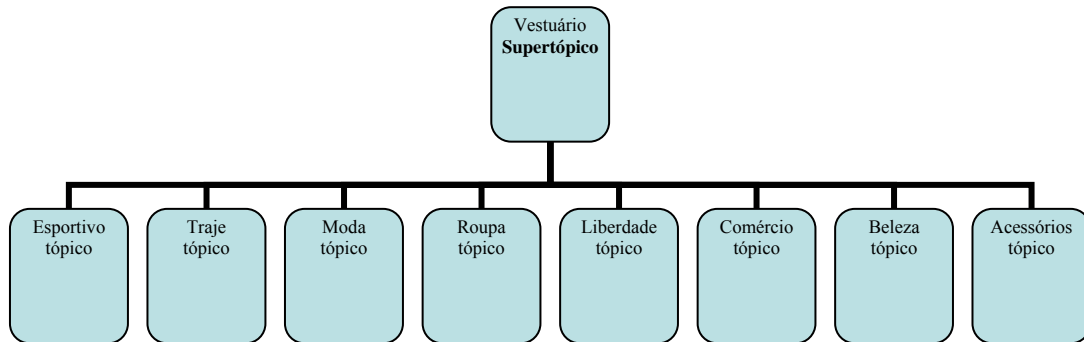 Vestuário
Supertópico
Esportivo
tópico
Traje
tópico
Moda
tópico
Roupa
tópico
Liberdade
tópico
Comércio
tópico
Beleza
tópico
Acessórios
tópico